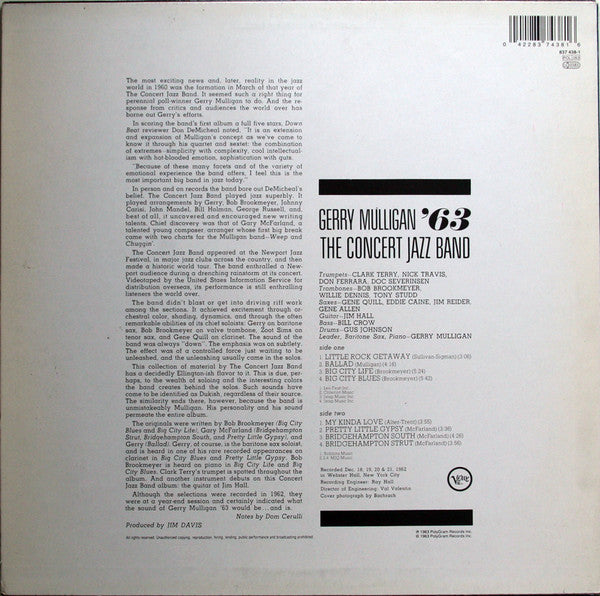 0 42283 74381 6
837 438-1
The most exciting news and, later, reality in the jazz
world in 1960 was the formation in March of that year of
The Concert Jazz Band. It seemed such a right thing for
perennial poll-winner Gerry Mulligan to do. And the re-
sponse from critics and audiences the world over has
borne out Gerry's efforts.
In scoring the band's first album a full five stars, Down
Beat reviewer Don DeMicheal noted, "It is an extension
and expansion of Mulligan's concept as we've come to
know it through his quartet and sextet: the combination of
extremes—simplicity with complexity, cool intellectual-
ism with hot-blooded emotion, sophistication with guts.
"Because of these many facets and of the variety of
emotional experience the band offers, I feel this is the
most important big band in jazz today."
In person and on records the band bore out DeMicheal's
belief. The Concert Jazz Band played jazz superbly. It
played arrangements by Gerry, Bob Brookmeyer, Johnny
Carisi, John Mandel, Bill Holman, George Russell, and,
best of all, it uncovered and encouraged new writing
talents. Chief discovery was that of Gary McFarland, a
talented young composer, arranger whose first big break
came with two charts for the Mulligan band—Weep and
Chuggin'.
The Concert Jazz Band appeared at the Newport Jazz
Festival, in major jazz clubs across the country, and then
made a historic world tour. The band enthralled a New-
port audience during a drenching rainstorm at its concert.
Videotaped by the United States Information Service for
distribution overseas, its performance is still enthralling
listeners the world over.
The band didn't blast or get into driving riff work
among the sections. It achieved excitement through or-
chestral color, shading, dynamics, and through the often
remarkable abilities of its chief soloists: Gerry on baritone
sax, Bob Brookmeyer on valve trombone, Zoot Sims on
tenor sax, and Gene Quill on clarinet. The sound of the
band was always "down". The emphasis was on subtlety.
The effect was of a controlled force just waiting to be
unleashed, and the unleashing usually came in the solos.
This collection of material by The Concert Jazz Band
has a decidedly Ellington-ish flavor to it. This is due, per-
haps, to the wealth of soloing and the interesting colors
the band creates behind the solos. Such sounds have
come to be identified as Dukish, regardless of their source.
The similarity ends there, however, because the band is
unmistakeably Mulligan. His personality and his sound
permeate the entire album.
The originals were written by Bob Brookmeyer (Big City
Blues and Big City Life); Gary McFarland (Bridgehampton
Strut, Bridgehampton South, and Pretty Little Gypsy); and
Gerry (Ballad). Gerry, of course, is the baritone sax soloist,
and is heard in one of his rare recorded appearances on
clarinet in Big City Blues and Pretty Little Gypsy. Bob
Brookmeyer is heard on piano in Big City Life and Big
City Blues. Clark Terry's trumpet is spotted throughout the
album. And another instrument debuts on this Concert
Jazz Band album: the guitar of Jim Hall.
Although the selections were recorded in 1962, they
were at a year-end session and certainly indicated what
the sound of Gerry Mulligan '63 would be...and is.
Notes by Dom Cerulli
Produced by JIM DAVIS
All rights reserved. Unauthorized copying, reproduction, hiring, lending, public performance and broadcasting prohibited.
GERRY MULLIGAN '63
THE CONCERT JAZZ BAND
Trumpets-CLARK TERRY, NICK TRAVIS,
DON FERRARA, DOC SEVERINSEN
Trombones-BOB BROOKMEYER,
WILLIE DENNIS, TONY STUDD
Saxes-GENE QUILL, EDDIE CAINE, JIM REIDER,
GENE ALLEN
Guitar-JIM HALL
Bass-BILL CROW
Drums-GUS JOHNSON
Leader, Baritone Sax, Piano-GERRY MULLIGAN
side one
1. LITTLE ROCK GETAWAY (Sullivan-Sigman) 3:06
2. BALLAD (Mulligan) 4:16
3. BIG CITY LIFE (Brookmeyer)
4. BIG CITY BLUES (Brookmeyer) 5:40
side two
1. MY KINDA LOVE (Alter-Trent) 3:55
2. PRETTY LITTLE GYPSY (McFarland)
3. BRIDGEHAMPTON SOUTH (McFarland) 4:26
4. BRIDGEHAMPTON STRUT (McFarland) 5:36
Recorded Dec. 18, 19, 20 & 21, 1962
in Webster Hall, New York City
Recording Engineer: Ray Hall
Director of Engineering: Val Valentin
Cover photograph by Bachrach
Verve
℗ 1963 PolyGram Records Inc.
© 1963 PolyGram Records Inc.